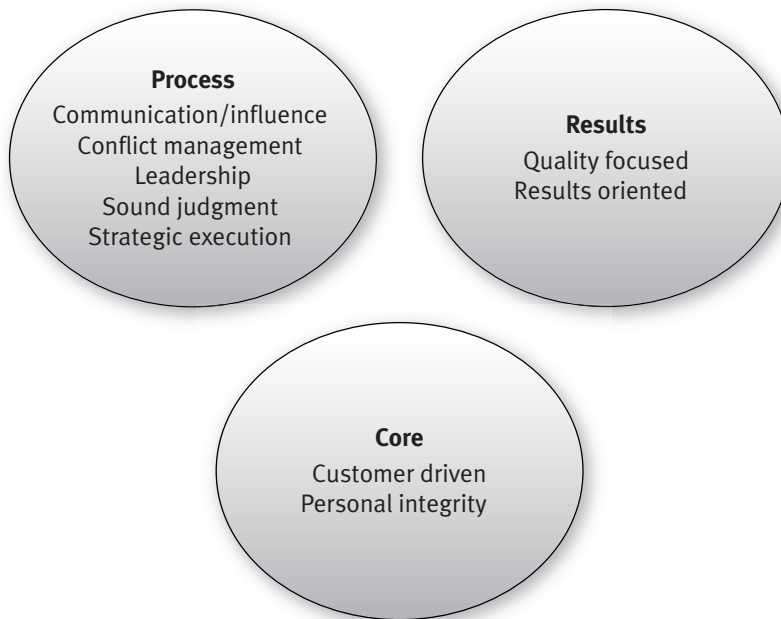 Process
Communication/influence
Conflict management
Leadership
Sound judgment
Strategic execution
Results
Quality focused
Results oriented
Core
Customer driven
Personal integrity